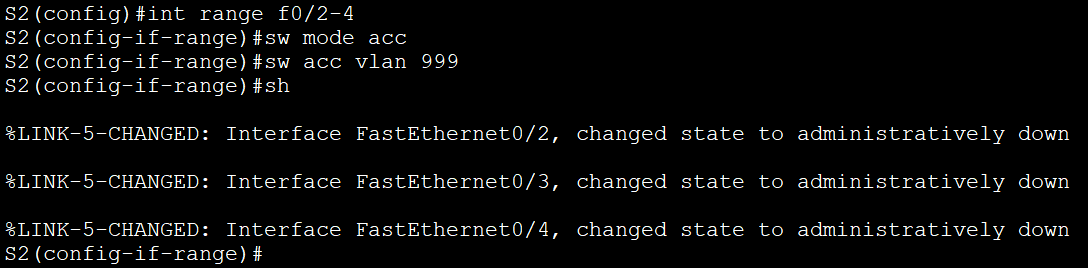 S2(config)#int range f0/2-4
S2(config-if-range)#sw mode acc
S2(config-if-range)#sw acc vlan 999
S2(config-if-range)#sh
%LINK-5-CHANGED: Interface FastEthernet0/2, changed state to administratively down
%LINK-5-CHANGED: Interface FastEthernet0/3, changed state to administratively down
%LINK-5-CHANGED: Interface FastEthernet0/4, changed state to administratively down
S2(config-if-range)#